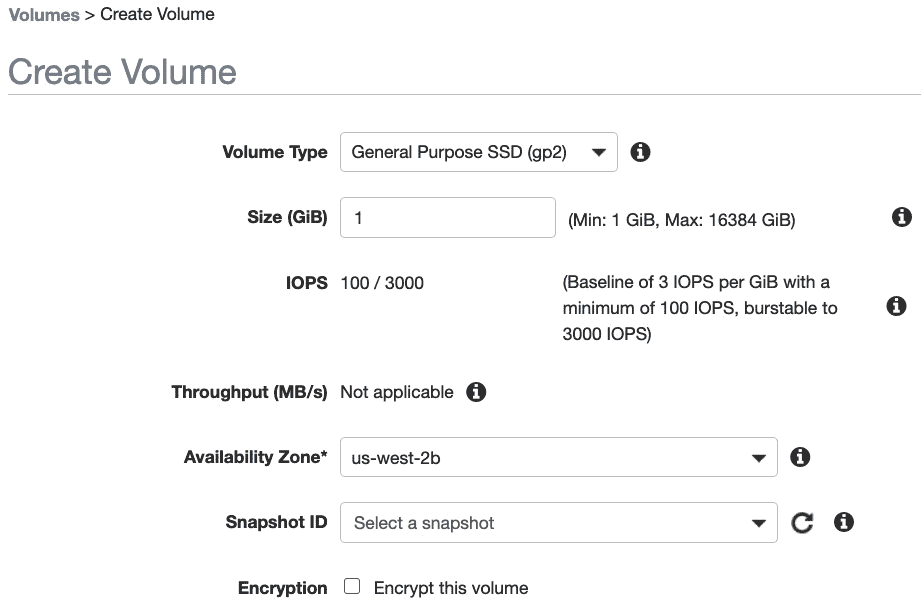 Volumes > Create Volume
Create Volume
Volume Type General Purpose SSD (gp2)
Size (GiB) 1 (Min: 1 GiB, Max: 16384 GiB)
IOPS 100 / 3000 (Baseline of 3 IOPS per GiB with a
minimum of 100 IOPS, burstable to
3000 IOPS)
Throughput (MB/s) Not applicable
Availability Zone* us-west-2b
Snapshot ID Select a snapshot
Encryption Encrypt this volume